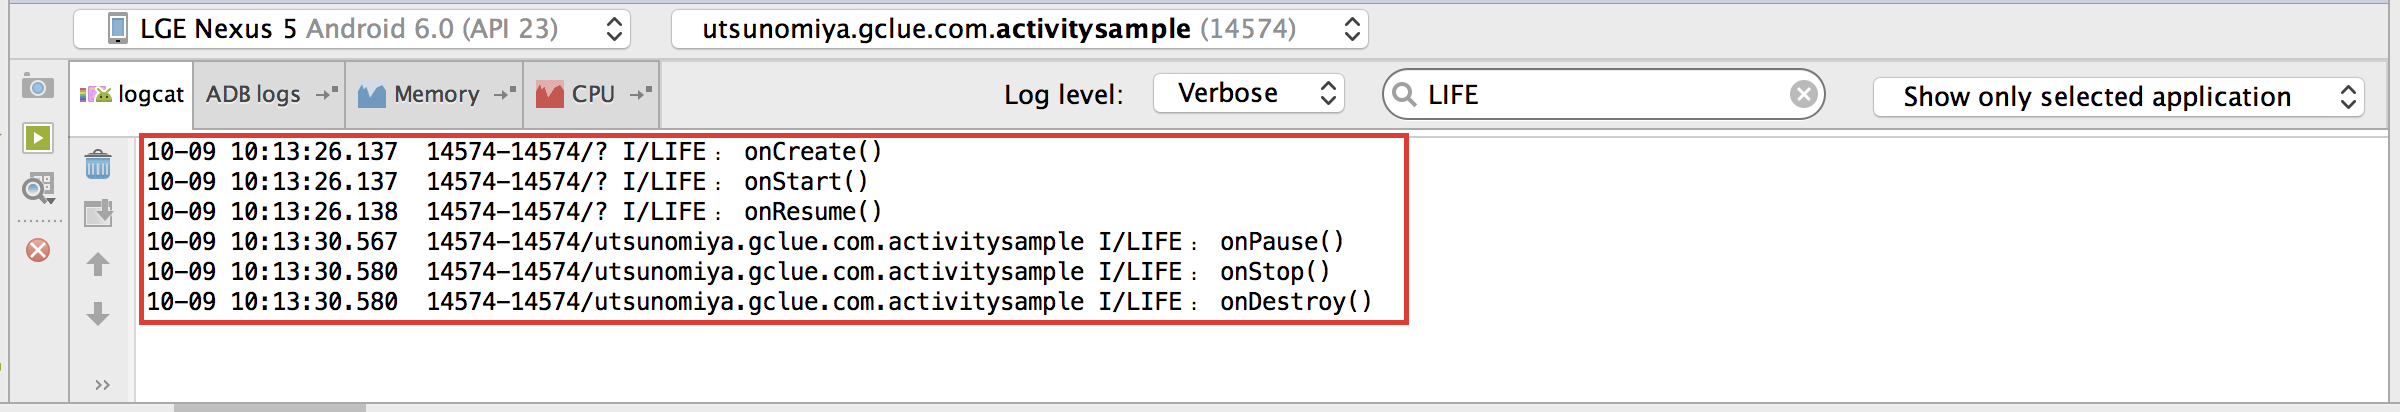 LGE Nexus 5 Android 6.0 (API 23) utsunomiya.gclue.com.activitysample (14574)
logcat ADB logs Memory CPU Log level: Verbose LIFE Show only selected application
10-09 10:13:26.137 14574-14574/? I/LIFE﹕ onCreate()
10-09 10:13:26.137 14574-14574/? I/LIFE﹕ onStart()
10-09 10:13:26.138 14574-14574/? I/LIFE﹕ onResume()
10-09 10:13:30.567 14574-14574/utsunomiya.gclue.com.activitysample I/LIFE﹕ onPause()
10-09 10:13:30.580 14574-14574/utsunomiya.gclue.com.activitysample I/LIFE﹕ onStop()
10-09 10:13:30.580 14574-14574/utsunomiya.gclue.com.activitysample I/LIFE﹕ onDestroy()